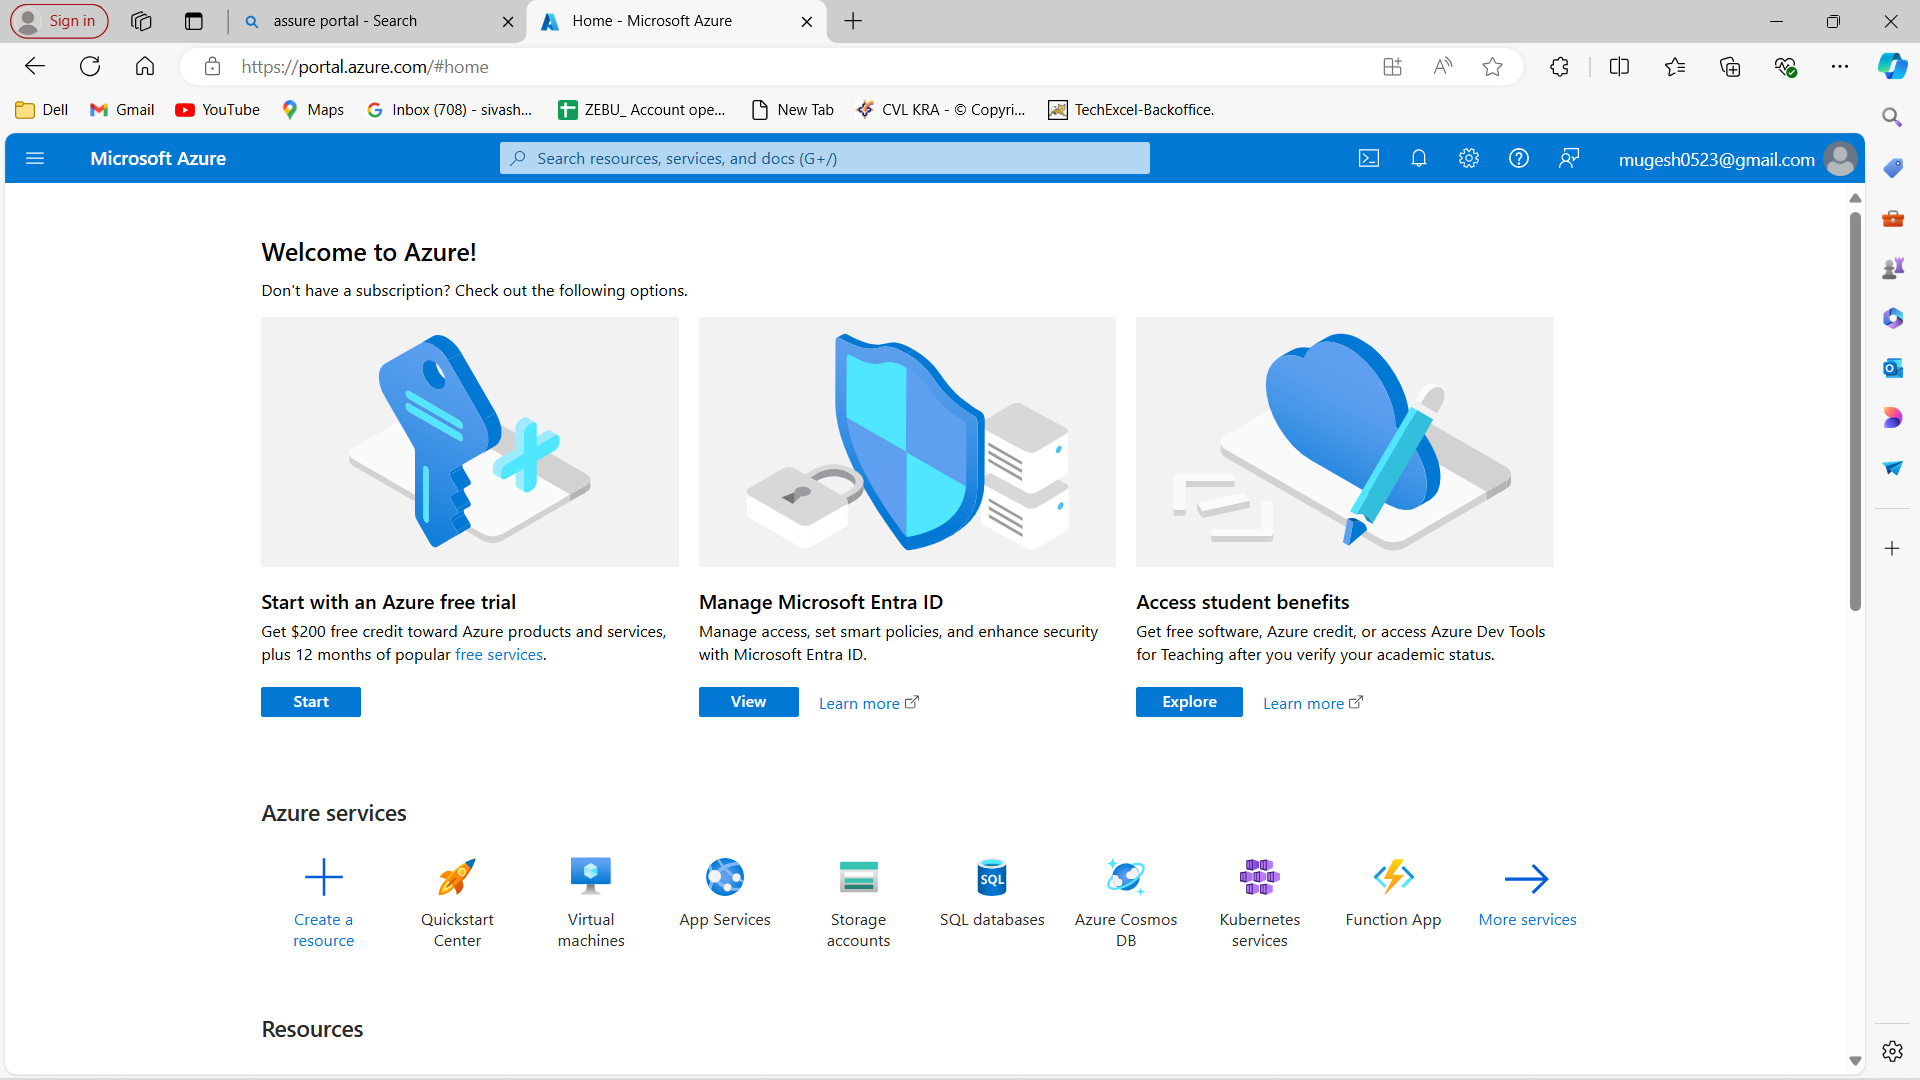 Sign in
assure portal - Search
Home - Microsoft Azure
https://portal.azure.com/#home
Dell
Gmail
YouTube
Maps
Inbox (708) - sivash...
ZEBU_ Account ope...
New Tab
CVL KRA - © Copyri...
TechExcel-Backoffice.
Microsoft Azure
Search resources, services, and docs (G+/)
mugesh0523@gmail.com
Welcome to Azure!
Don't have a subscription? Check out the following options.
Start with an Azure free trial
Get $200 free credit toward Azure products and services,
plus 12 months of popular free services.
Start
Manage Microsoft Entra ID
Manage access, set smart policies, and enhance security
with Microsoft Entra ID.
View
Learn more
Access student benefits
Get free software, Azure credit, or access Azure Dev Tools
for Teaching after you verify your academic status.
Explore
Learn more
Azure services
Create a
resource
Quickstart
Center
Virtual
machines
App Services
Storage
accounts
SQL
SQL databases
Azure Cosmos
DB
Kubernetes
services
Function App
More services
Resources